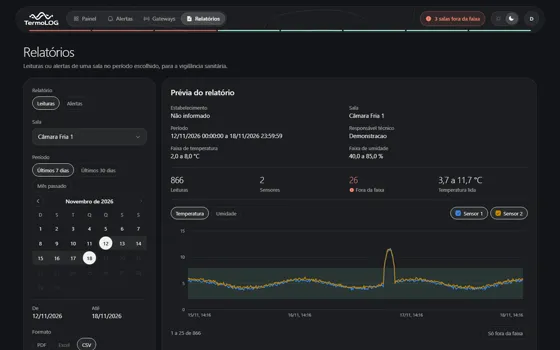 TermoLOG
Painel
Alertas
Gateways
Relatórios
3 salas fora da faixa
D
Relatórios
Leituras ou alertas de uma sala no período escolhido, para a vigilância sanitária.
Relatório
Leituras
Alertas
Sala
Câmara Fria 1
Período
Últimos 7 dias
Últimos 30 dias
Mês passado
Novembro de 2026
D S T Q Q S S
1 2 3 4 5 6 7
8 9 10 11 12 13 14
15 16 17 18
De
12/11/2026
Até
18/11/2026
Formato
PDF
Excel
CSV
Prévia do relatório
Estabelecimento
Não informado
Sala
Câmara Fria 1
Período
12/11/2026 00:00:00 a 18/11/2026 23:59:59
Responsável técnico
Demonstracao
Faixa de temperatura
2,0 a 8,0 °C
Faixa de umidade
40,0 a 85,0 %
866
Leituras
2
Sensores
26
Fora da faixa
3,7 a 11,7 °C
Temperatura lida
Temperatura
Umidade
Sensor 1
Sensor 2
15
10
5
0
15/11, 14:16
16/11, 14:16
17/11, 14:16
18/11, 14:16
1 a 25 de 866
Só fora da faixa